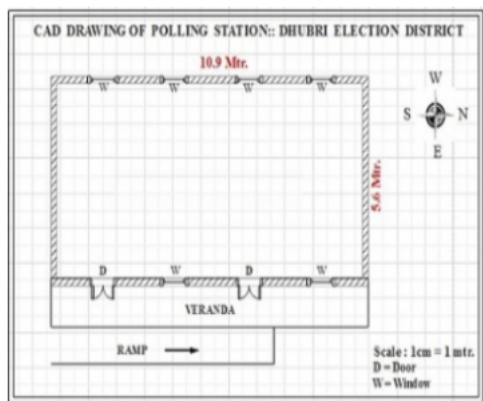 CAD DRAWING OF POLLING STATION:: DHUBRI ELECTION DISTRICT
10.9 Mtr.
W W W W
W
S N
E
5.6 Mtr.
D W D W
VERANDA
RAMP
Scale : 1cm = 1 mtr.
D = Door
W = Window